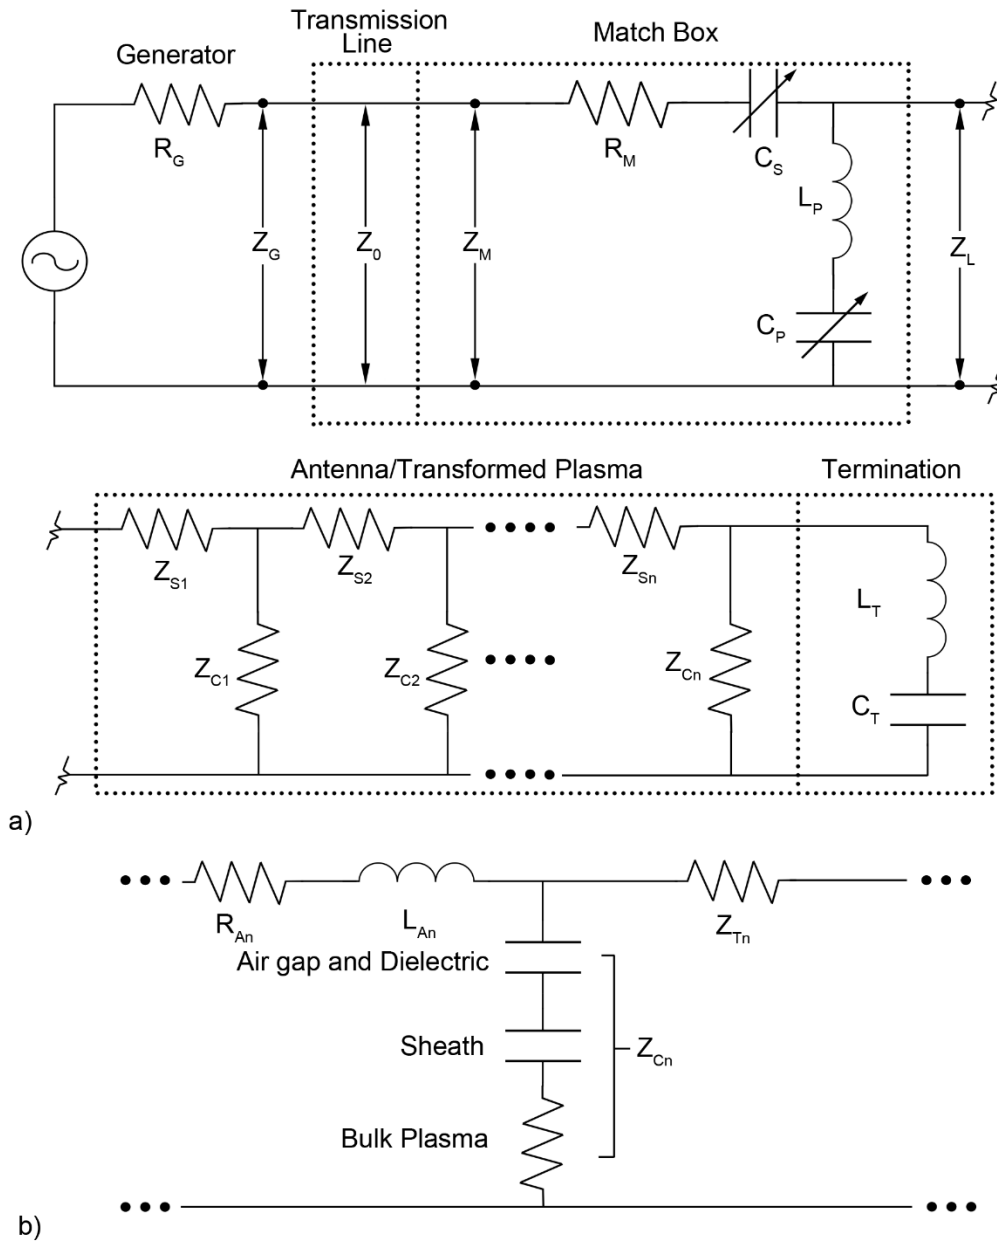 Transmission
Line
Generator
Match Box
R_G
R_M
C_S
L_P
Z_G
Z_0
Z_M
Z_L
C_P
Antenna/Transformed Plasma
Termination
Z_S1
Z_S2
Z_Sn
L_T
Z_C1
Z_C2
Z_Cn
C_T
a)
R_An
L_An
Z_Tn
Air gap and Dielectric
Sheath
Z_Cn
Bulk Plasma
b)